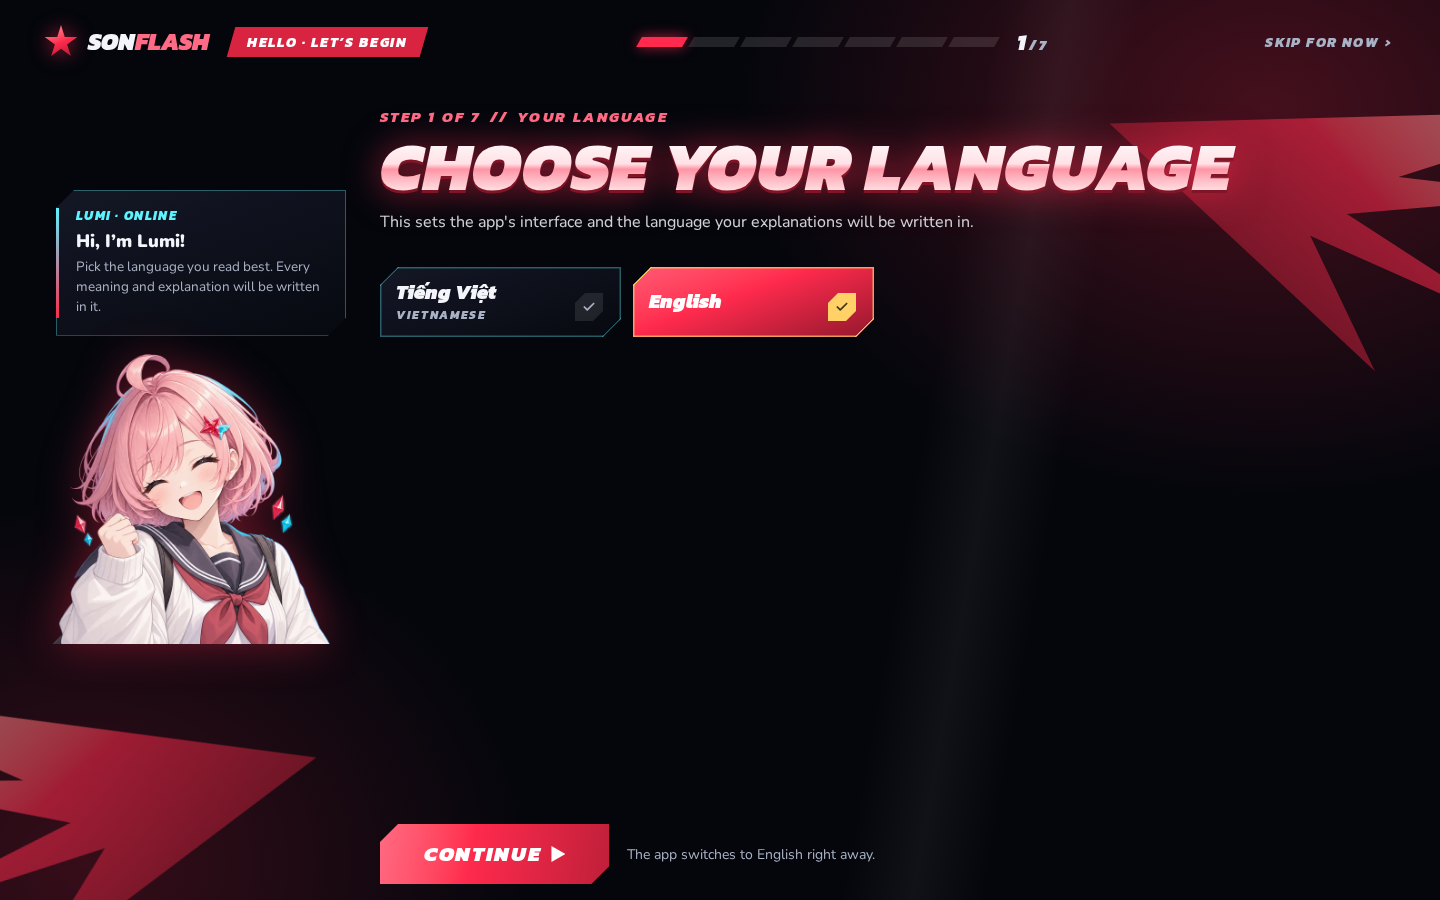 SONFLASH
HELLO · LET'S BEGIN
1 / 7
SKIP FOR NOW >
STEP 1 OF 7 // YOUR LANGUAGE
CHOOSE YOUR LANGUAGE
This sets the app's interface and the language your explanations will be written in.
LUMI · ONLINE
Hi, I’m Lumi!
Pick the language you read best. Every
meaning and explanation will be written
in it.
Tiếng Việt
VIETNAMESE
English
CONTINUE ▶
The app switches to English right away.